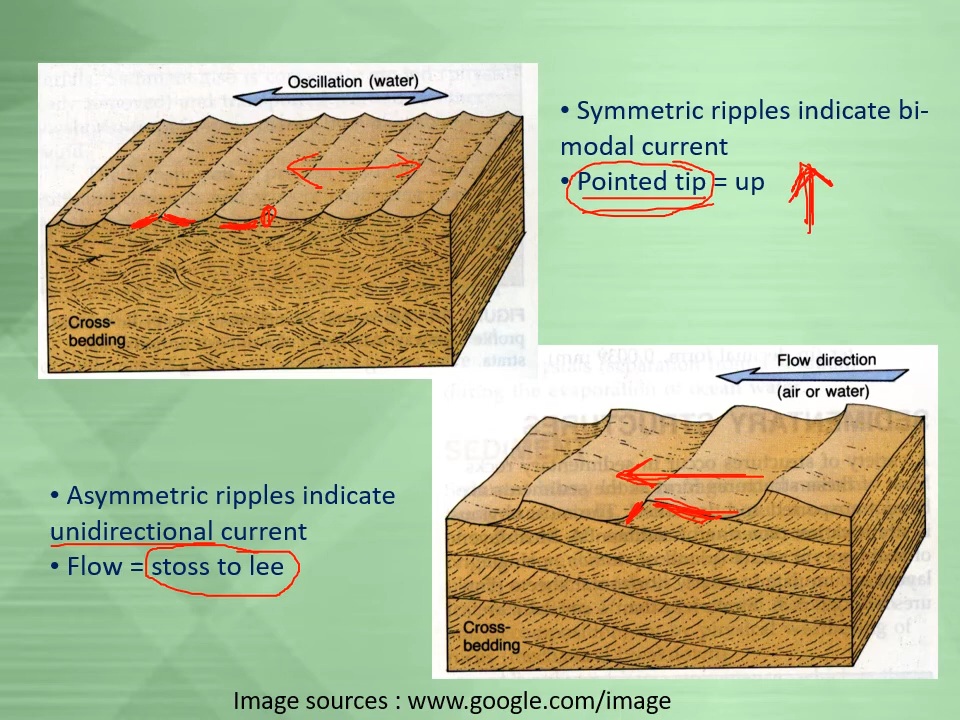 Oscillation (water)
• Symmetric ripples indicate bi-
modal current
• Pointed tip = up
Cross-
bedding
Flow direction
(air or water)
• Asymmetric ripples indicate
unidirectional current
• Flow = stoss to lee
Cross-
bedding
Image sources : www.google.com/image